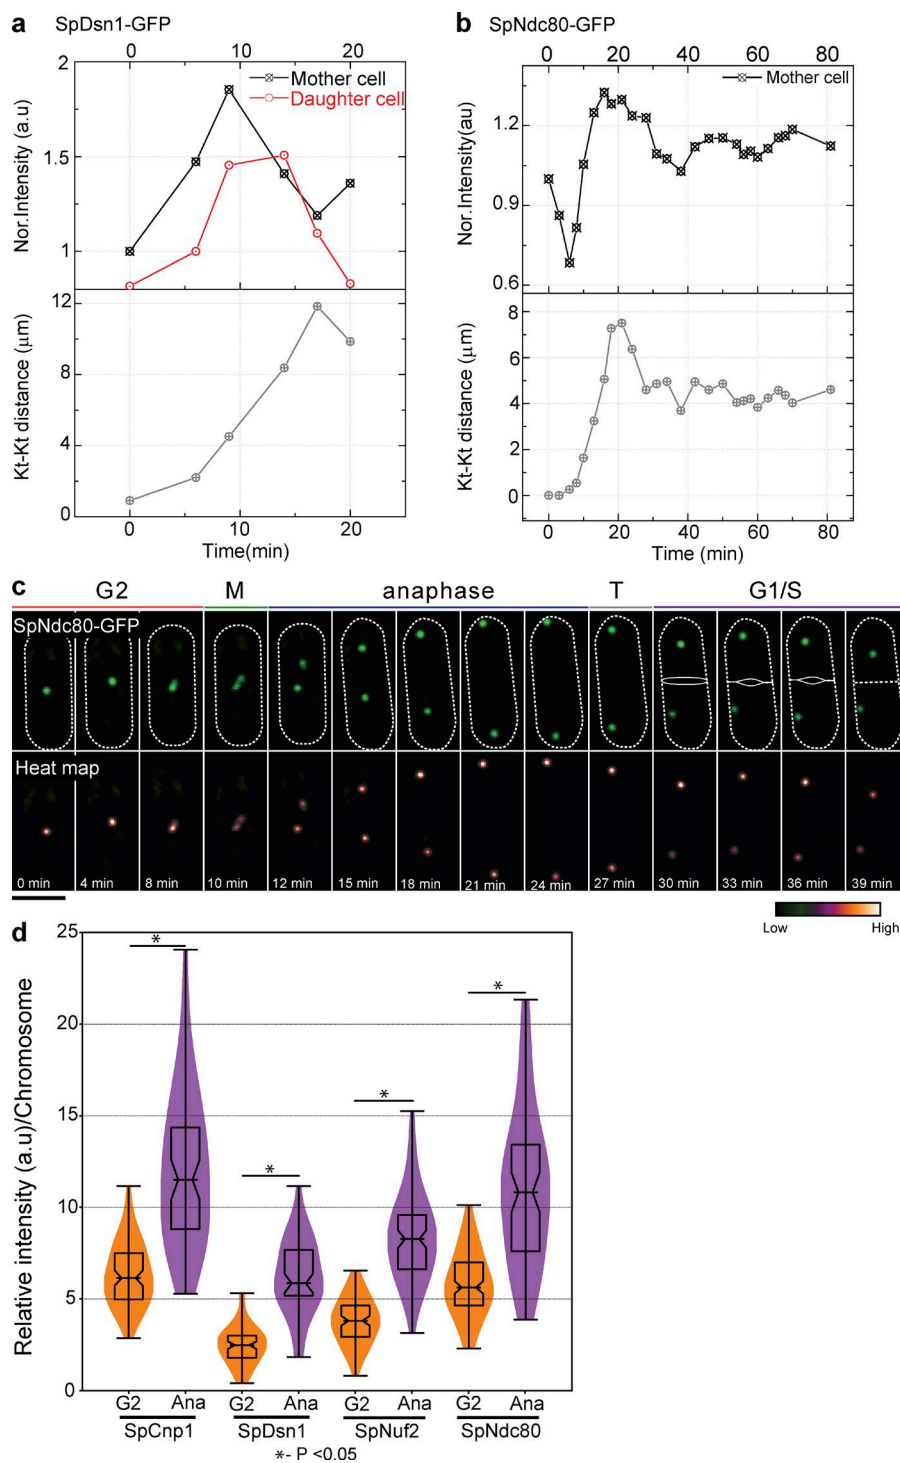 a SpDsn1-GFP
0 10 20
2
Mother cell
Daughter cell
1.5
1
Nor.Intensity (a.u)
12
8
4
0
Kt-Kt distance (μm)
0 10 20
Time(min)
b SpNdc80-GFP
0 20 40 60 80
Mother cell
1.2
0.9
0.6
Nor.Intensity(au)
8
6
4
2
0
Kt-Kt distance (μm)
0 20 40 60 80
Time (min)
c
G2 M anaphase T G1/S
SpNdc80-GFP
Heat map
0 min 4 min 8 min 10 min 12 min 15 min 18 min 21 min 24 min 27 min 30 min 33 min 36 min 39 min
Low High
d
25
20
15
10
5
0
Relative intensity (a.u)/Chromosome
* * * *
G2 Ana G2 Ana G2 Ana G2 Ana
SpCnp1 SpDsn1 SpNuf2 SpNdc80
*- P <0.05